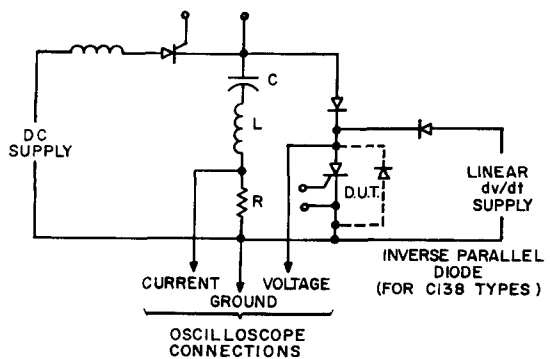 C
L
DC
SUPPLY
R
D.U.T.
LINEAR
dv/dt
SUPPLY
CURRENT
GROUND
VOLTAGE
INVERSE PARALLEL
DIODE
(FOR C138 TYPES)
OSCILLOSCOPE
CONNECTIONS